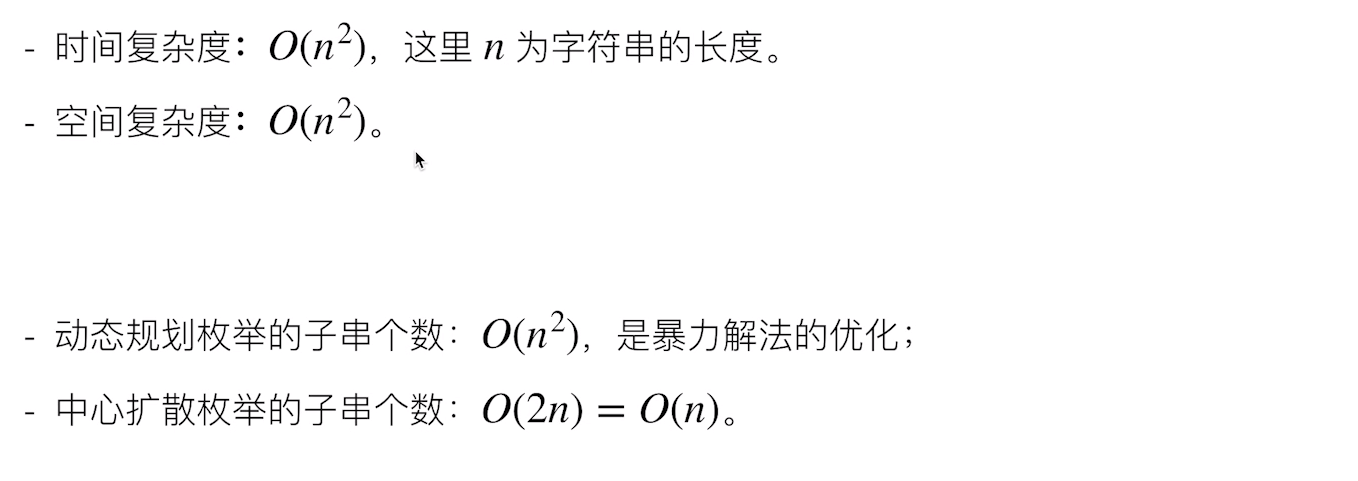 - 时间复杂度：O(n²)，这里 n 为字符串的长度。
- 空间复杂度：O(n²)。
- 动态规划枚举的子串个数：O(n²)，是暴力解法的优化；
- 中心扩散枚举的子串个数：O(2n) = O(n)。